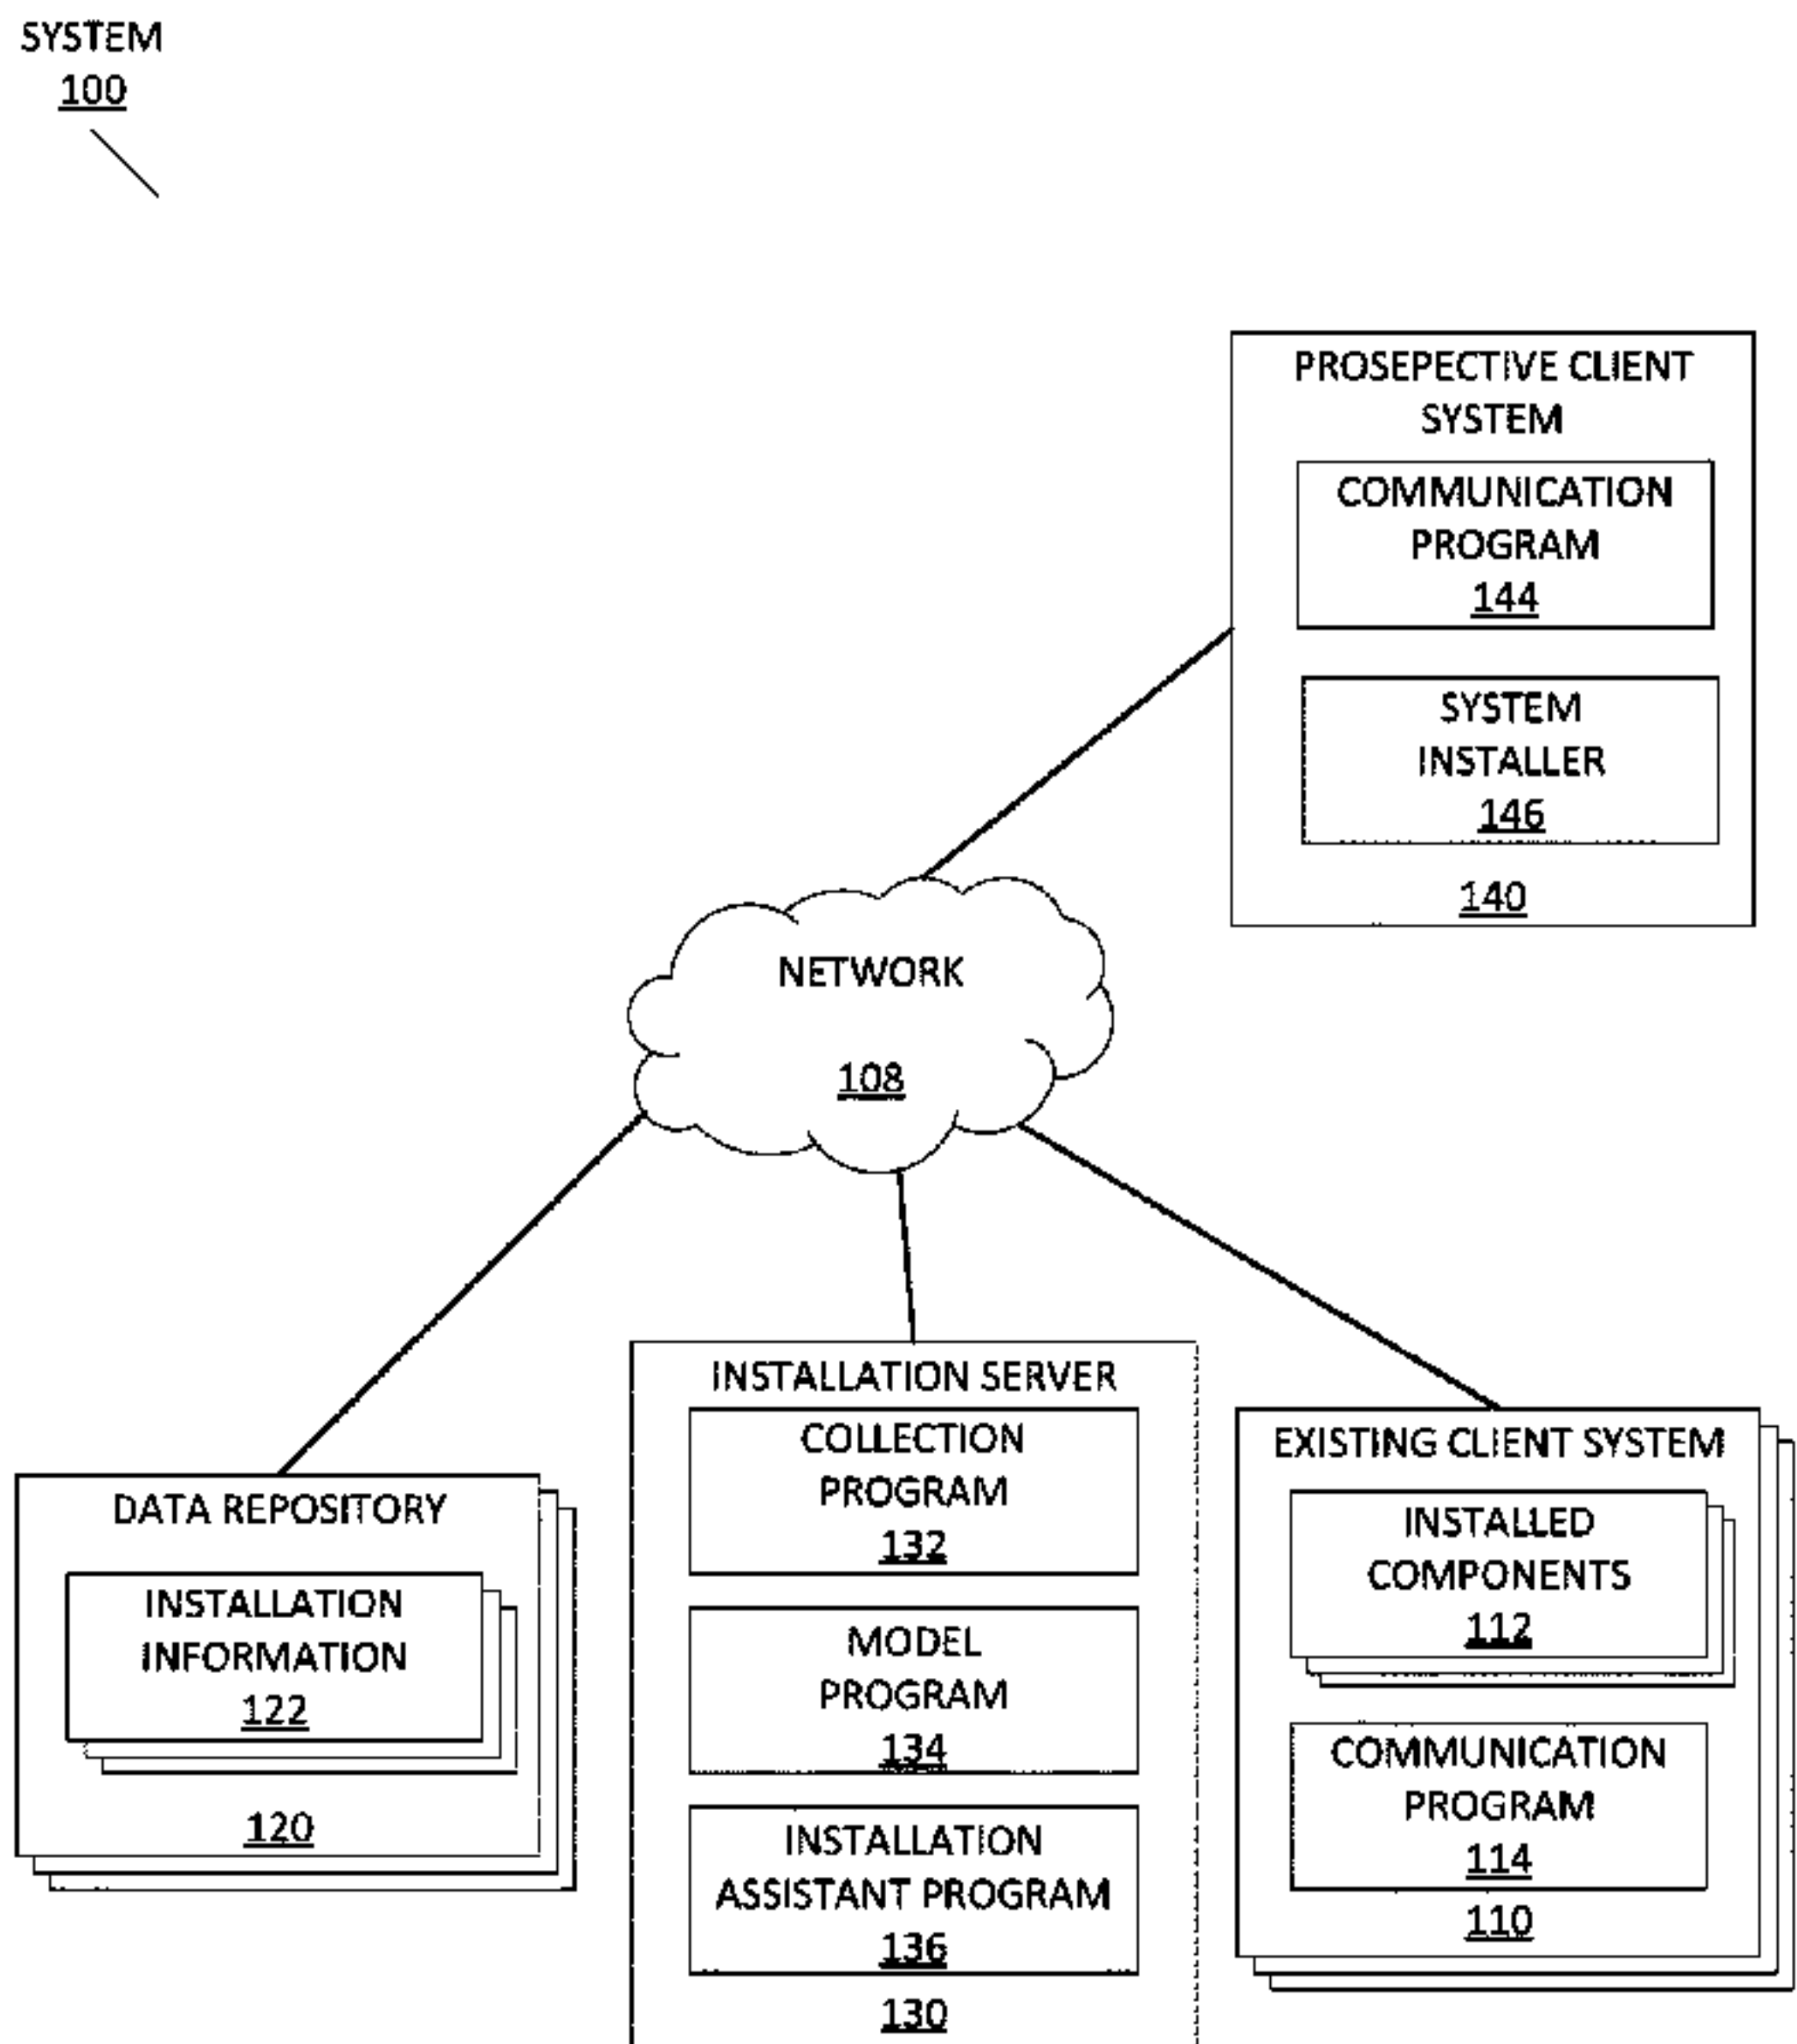 SYSTEM
100
PROSEPECTIVE CLIENT
SYSTEM
COMMUNICATION
PROGRAM
144
SYSTEM
INSTALLER
146
140
NETWORK
108
DATA REPOSITORY
INSTALLATION
INFORMATION
122
120
INSTALLATION SERVER
COLLECTION
PROGRAM
132
MODEL
PROGRAM
134
INSTALLATION
ASSISTANT PROGRAM
136
130
EXISTING CLIENT SYSTEM
INSTALLED
COMPONENTS
112
COMMUNICATION
PROGRAM
114
110